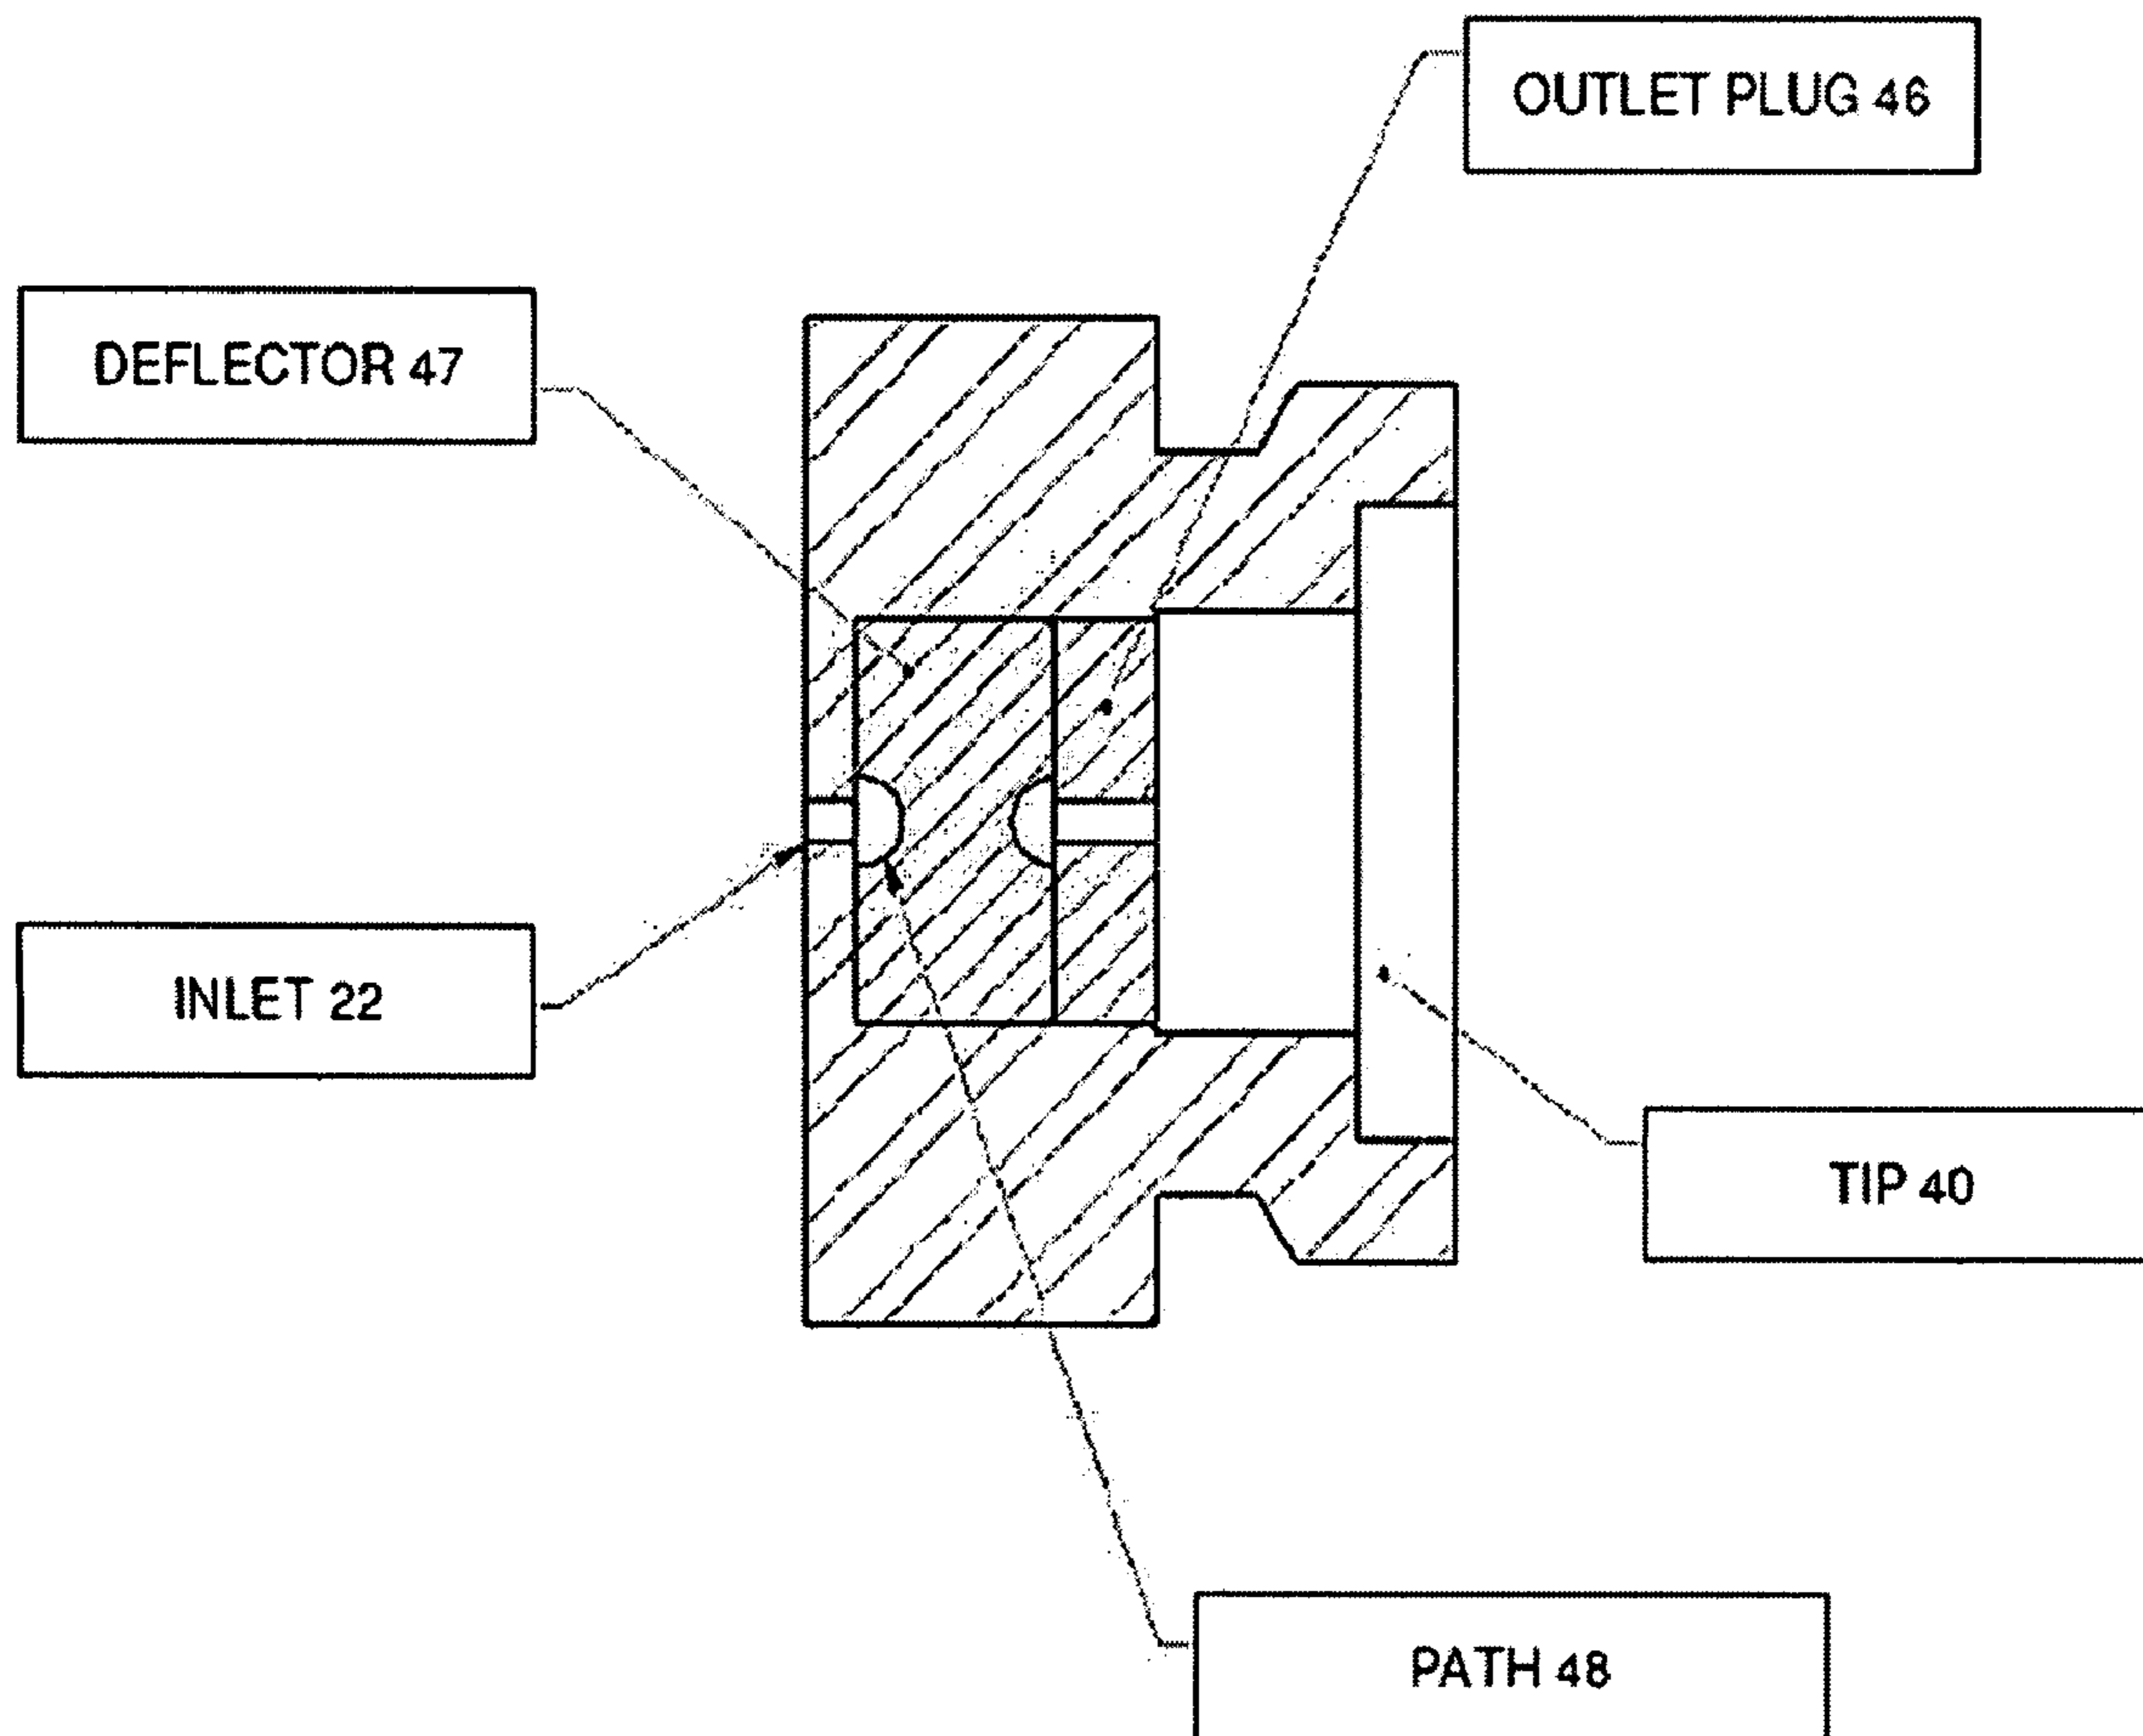 OUTLET PLUG 46
DEFLECTOR 47
INLET 22
TIP 40
PATH 48